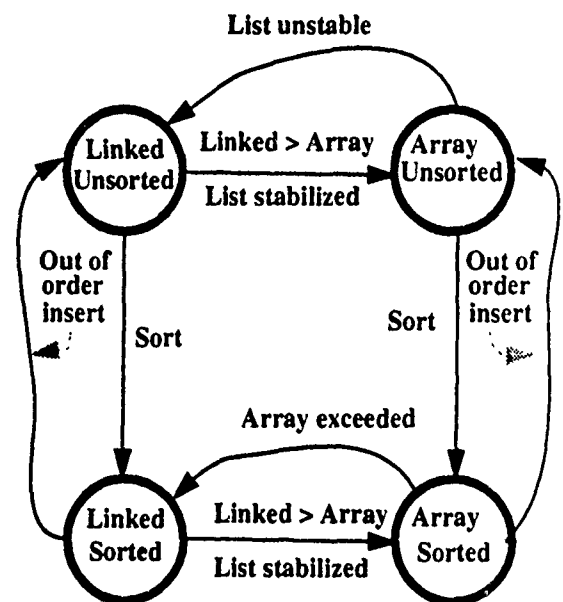 List unstable
Linked
Unsorted
Linked > Array
List stabilized
Array
Unsorted
Out of
order
insert
Sort
Sort
Out of
order
insert
Array exceeded
Linked
Sorted
Linked > Array
List stabilized
Array
Sorted